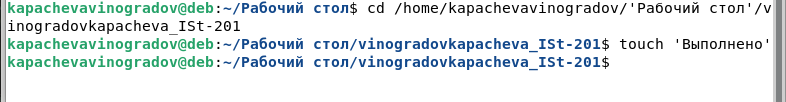 kapachevavinogradov@deb:~/Рабочий стол$ cd /home/kapachevavinogradov/'Рабочий стол'/v
inogradovkapacheva_ISt-201
kapachevavinogradov@deb:~/Рабочий стол/vinogradovkapacheva_ISt-201$ touch 'Выполнено'
kapachevavinogradov@deb:~/Рабочий стол/vinogradovkapacheva_ISt-201$